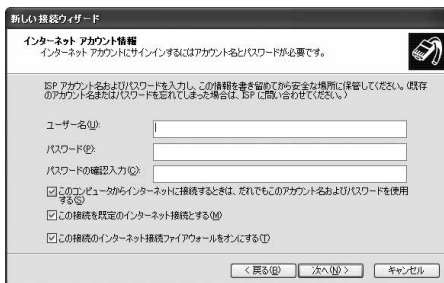 新しい接続ウィザード
インターネット アカウント情報
インターネット アカウントにサインインするにはアカウント名とパスワードが必要です。
ISP アカウント名およびパスワードを入力し、この情報を書き留めてから安全な場所に保管してください。(既存
のアカウント名またはパスワードを忘れてしまった場合は、ISP に問い合わせてください。)
ユーザー名(U):
パスワード(P):
パスワードの確認入力(C):
このコンピュータからインターネットに接続するときは、だれでもこのアカウント名およびパスワードを使用
する(S)
この接続を既定のインターネット接続とする(M)
この接続のインターネット接続ファイアウォールをオンにする(T)
< 戻る(B)
次へ(N) >
キャンセル